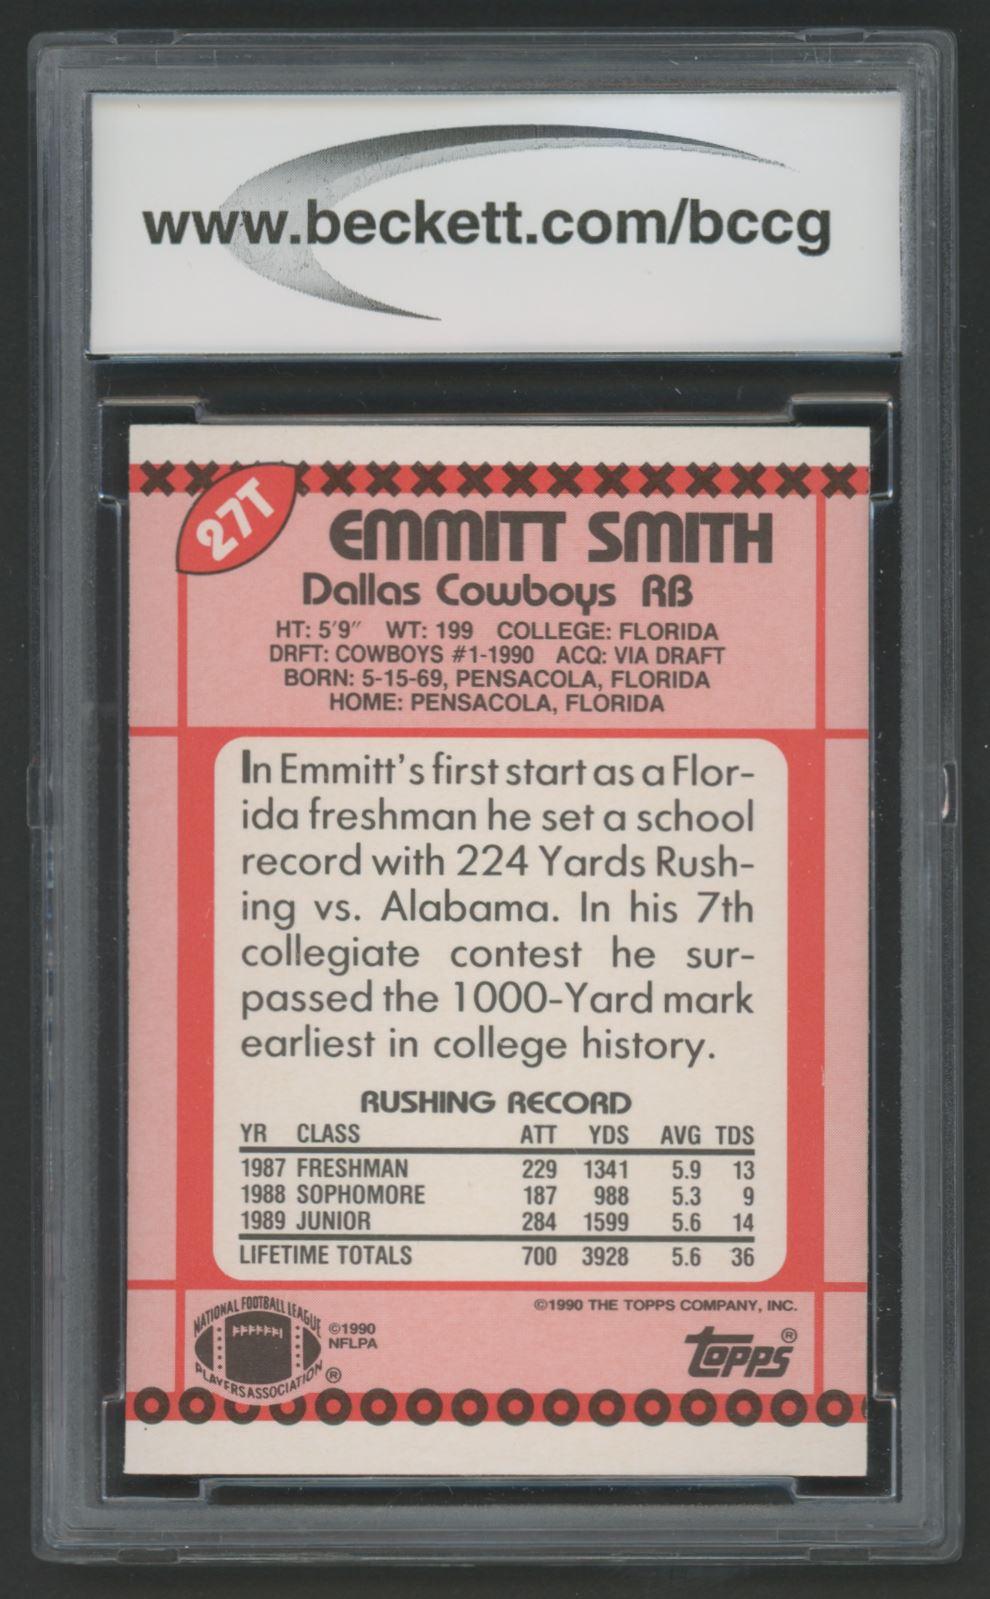 www.beckett.com/bccg
27T
EMMITT SMITH
Dallas Cowboys RB
HT: 5'9" WT: 199 COLLEGE: FLORIDA
DRFT: COWBOYS #1-1990 ACQ: VIA DRAFT
BORN: 5-15-69, PENSACOLA, FLORIDA
HOME: PENSACOLA, FLORIDA
In Emmitt's first start as a Flor-
ida freshman he set a school
record with 224 Yards Rush-
ing vs. Alabama. In his 7th
collegiate contest he sur-
passed the 1000-Yard mark
earliest in college history.
RUSHING RECORD
YR CLASS ATT YDS AVG TDS
1987 FRESHMAN 229 1341 5.9 13
1988 SOPHOMORE 187 988 5.3 9
1989 JUNIOR 284 1599 5.6 14
LIFETIME TOTALS 700 3928 5.6 36
©1990 THE TOPPS COMPANY, INC.
NATIONAL FOOTBALL LEAGUE
PLAYERS ASSOCIATION ®
©1990
NFLPA
topps®